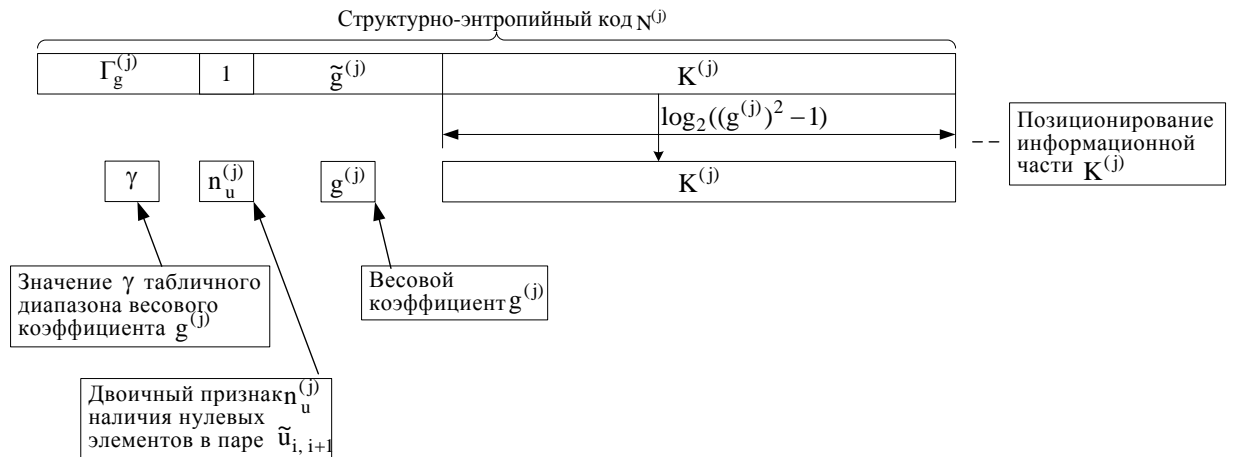 Структурно-энтропийный код N^(j)
Γ_g^(j) 1 g̃^(j) K^(j)
log₂((g^(j))² – 1)
γ n_u^(j) g^(j) K^(j)
Позиционирование
информационной
части K^(j)
Значение γ табличного
диапазона весового
коэффициента g^(j)
Весовой
коэффициент g^(j)
Двоичный признак n_u^(j)
наличия нулевых
элементов в паре ũ_i, i+1